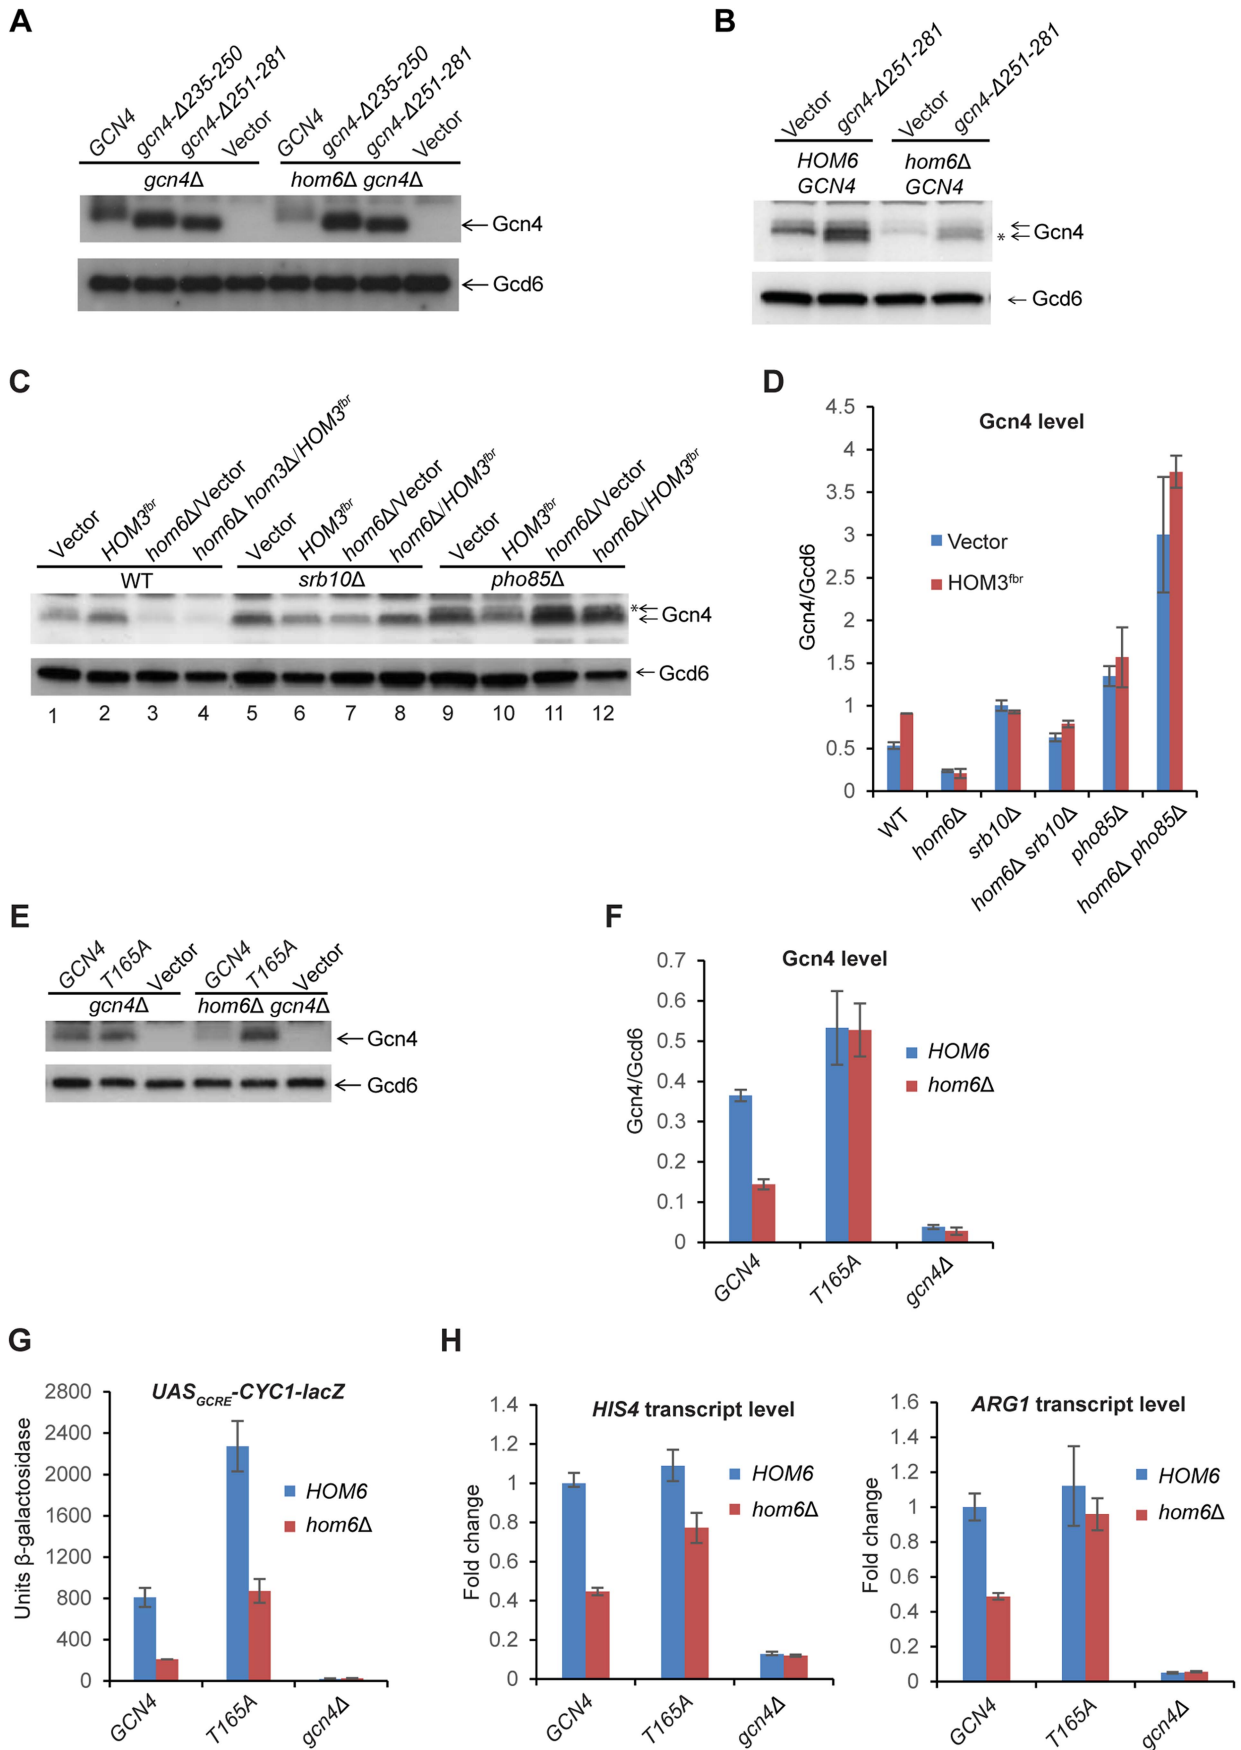 A
GCN4
gcn4-Δ235-250
gcn4-Δ251-281
Vector
GCN4
gcn4-Δ235-250
gcn4-Δ251-281
Vector
gcn4Δ
hom6Δ gcn4Δ
←Gcn4
←Gcd6
B
Vector
gcn4-Δ251-281
Vector
gcn4-Δ251-281
HOM6
GCN4
hom6Δ
GCN4
*
Gcn4
←Gcd6
C
Vector
HOM3fbr
hom6Δ/Vector
hom6Δ hom3Δ/HOM3fbr
Vector
HOM3fbr
hom6Δ/Vector
hom6Δ/HOM3fbr
Vector
HOM3fbr
hom6Δ/Vector
hom6Δ/HOM3fbr
WT
srb10Δ
pho85Δ
*
Gcn4
←Gcd6
1 2 3 4 5 6 7 8 9 10 11 12
D
Gcn4 level
Gcn4/Gcd6
4.5
4
3.5
3
2.5
2
1.5
1
0.5
0
Vector
HOM3fbr
WT
hom6Δ
srb10Δ
hom6Δ srb10Δ
pho85Δ
hom6Δ pho85Δ
E
GCN4
T165A
Vector
GCN4
T165A
Vector
gcn4Δ
hom6Δ gcn4Δ
←Gcn4
←Gcd6
F
Gcn4 level
Gcn4/Gcd6
0.7
0.6
0.5
0.4
0.3
0.2
0.1
0
HOM6
hom6Δ
GCN4
T165A
gcn4Δ
G
UASGCRE-CYC1-lacZ
Units β-galactosidase
2800
2400
2000
1600
1200
800
400
0
HOM6
hom6Δ
GCN4
T165A
gcn4Δ
H
HIS4 transcript level
Fold change
1.4
1.2
1
0.8
0.6
0.4
0.2
0
HOM6
hom6Δ
GCN4
T165A
gcn4Δ
ARG1 transcript level
Fold change
1.6
1.4
1.2
1
0.8
0.6
0.4
0.2
0
HOM6
hom6Δ
GCN4
T165A
gcn4Δ